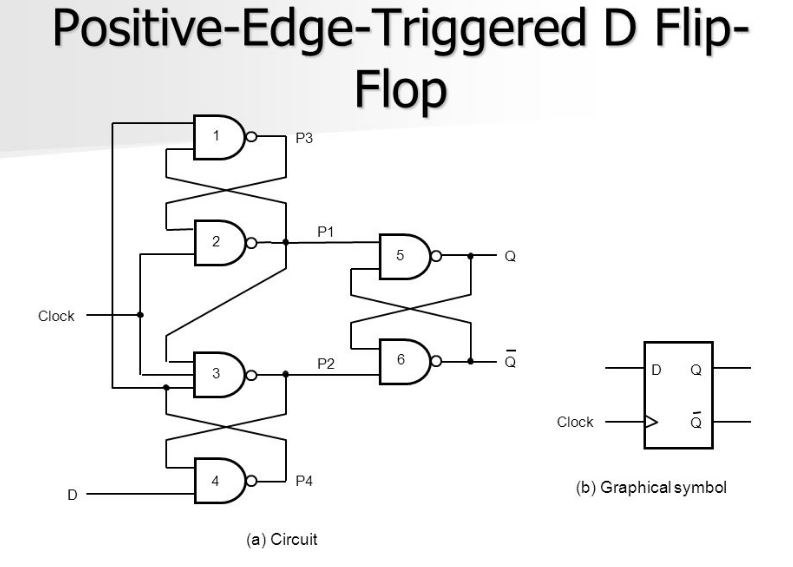 Positive-Edge-Triggered D Flip-
Flop
1
P3
2
P1
5
Q
Clock
3
P2
6
Q̅
D
Q
4
P4
Clock
Q̅
D
(b) Graphical symbol
(a) Circuit